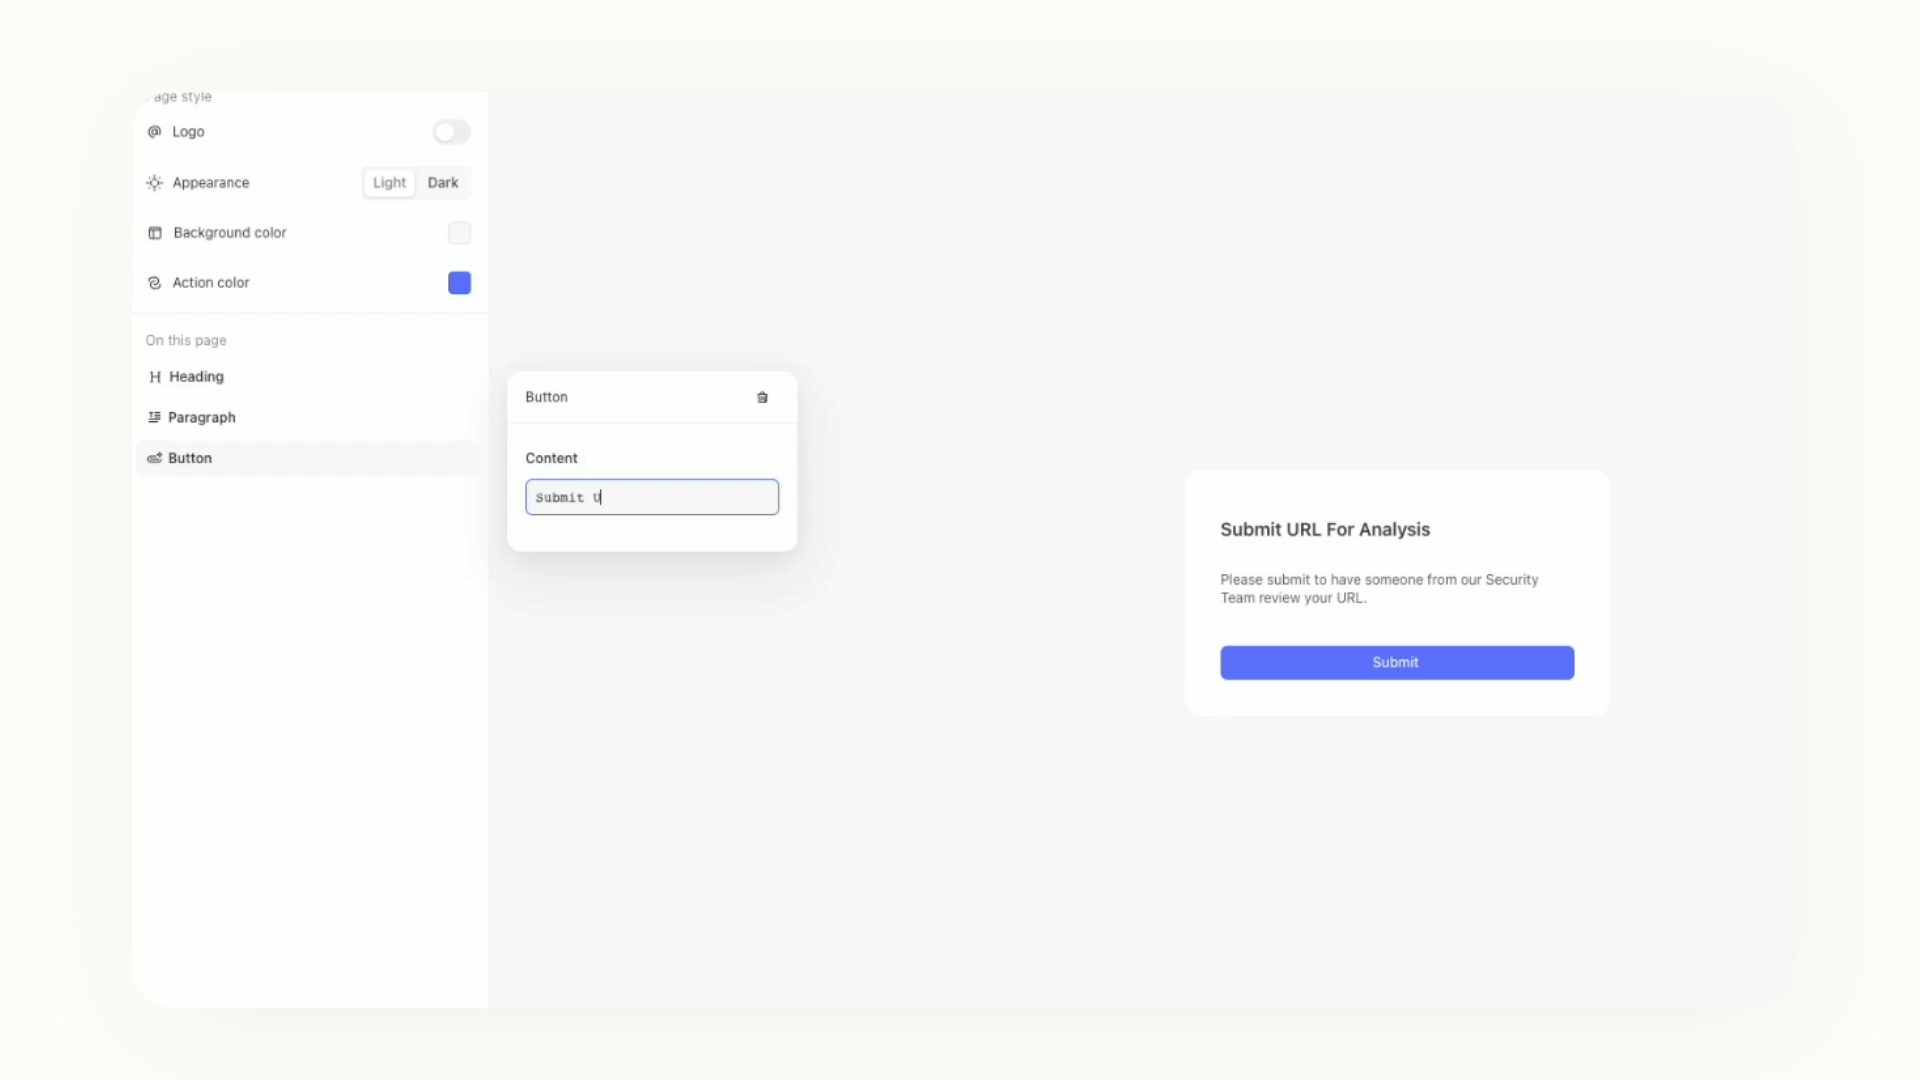 age style
Logo
Appearance
Light
Dark
Background color
Action color
On this page
Heading
Paragraph
Button
Button
Content
Submit U
Submit URL For Analysis
Please submit to have someone from our Security
Team review your URL.
Submit